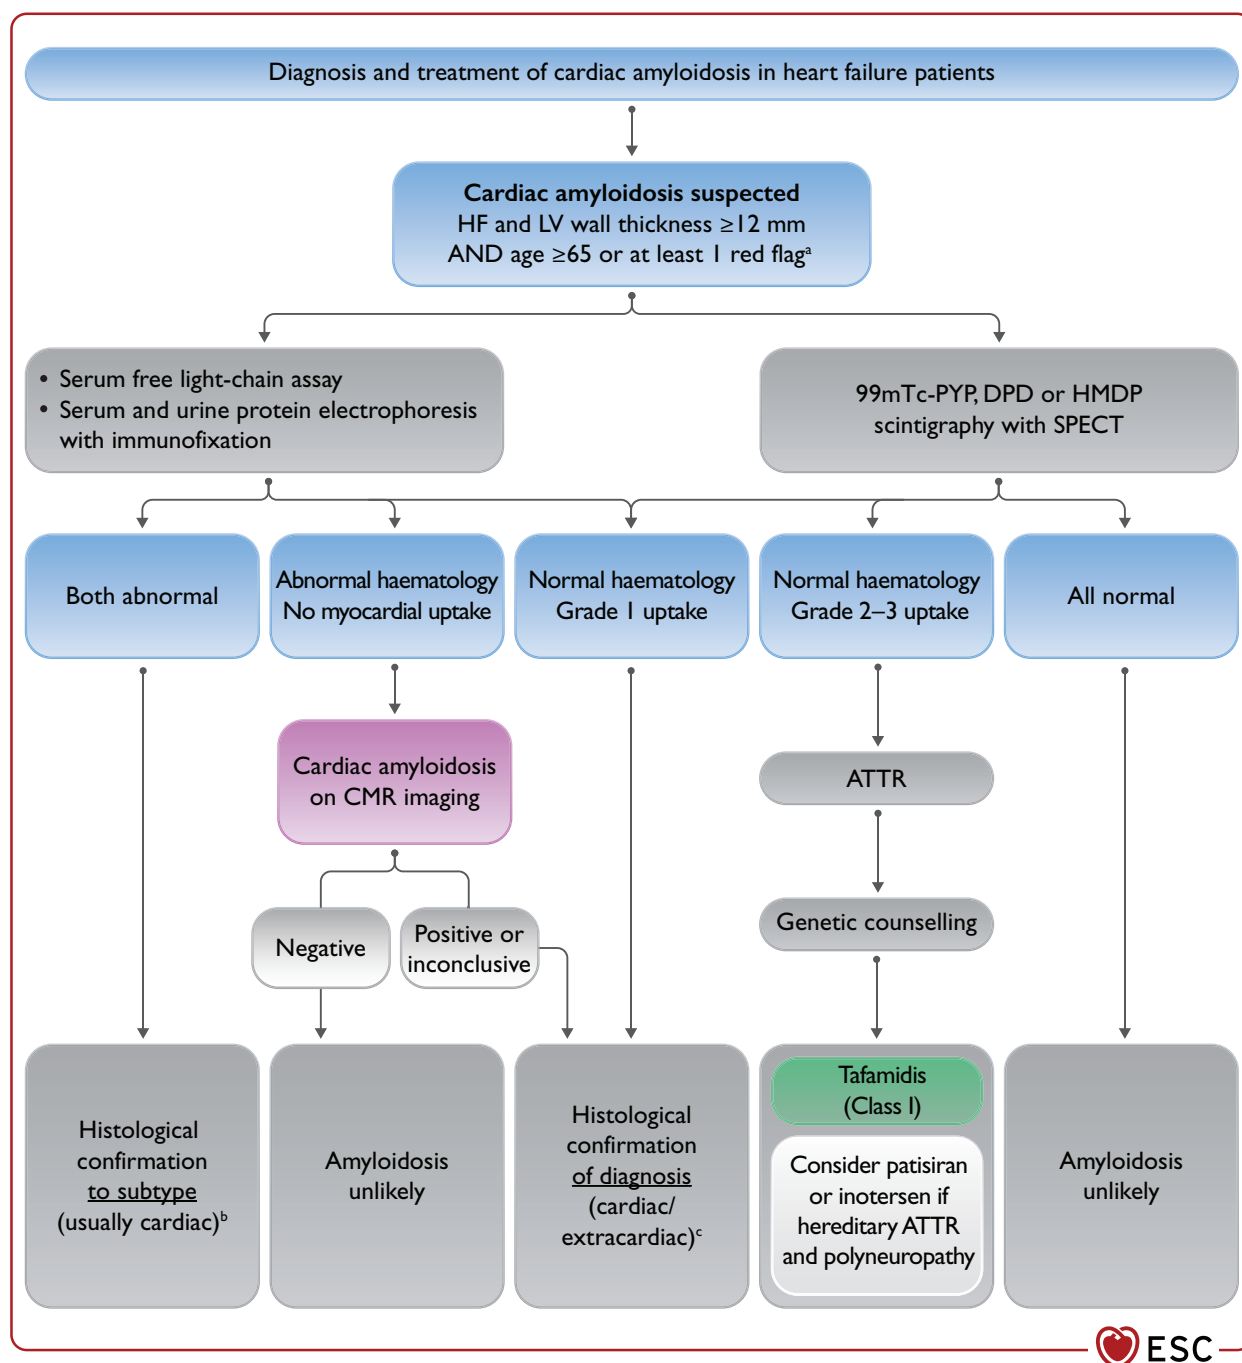 Diagnosis and treatment of cardiac amyloidosis in heart failure patients
Cardiac amyloidosis suspected
HF and LV wall thickness ≥12 mm
AND age ≥65 or at least 1 red flagᵃ
• Serum free light-chain assay
• Serum and urine protein electrophoresis
with immunofixation
99mTc-PYP, DPD or HMDP
scintigraphy with SPECT
Both abnormal
Abnormal haematology
No myocardial uptake
Normal haematology
Grade 1 uptake
Normal haematology
Grade 2–3 uptake
All normal
Cardiac amyloidosis
on CMR imaging
ATTR
Negative
Positive or
inconclusive
Genetic counselling
Histological
confirmation
to subtype
(usually cardiac)ᵇ
Amyloidosis
unlikely
Histological
confirmation
of diagnosis
(cardiac/
extracardiac)ᶜ
Tafamidis
(Class I)
Consider patisiran
or inotersen if
hereditary ATTR
and polyneuropathy
Amyloidosis
unlikely
ESC